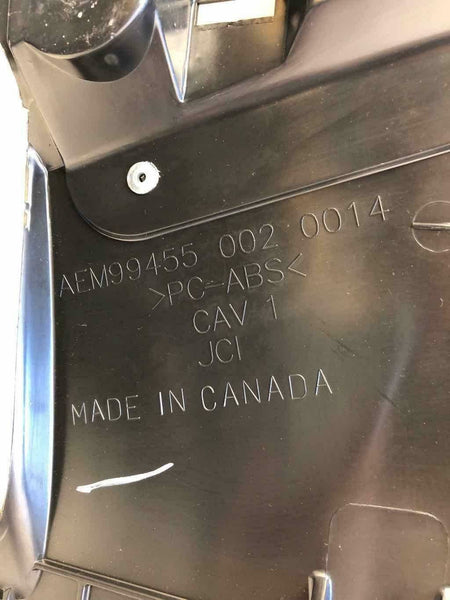 AEM99455 002 0014
>PC-ABS<
CAV 1
JCI
MADE IN CANADA